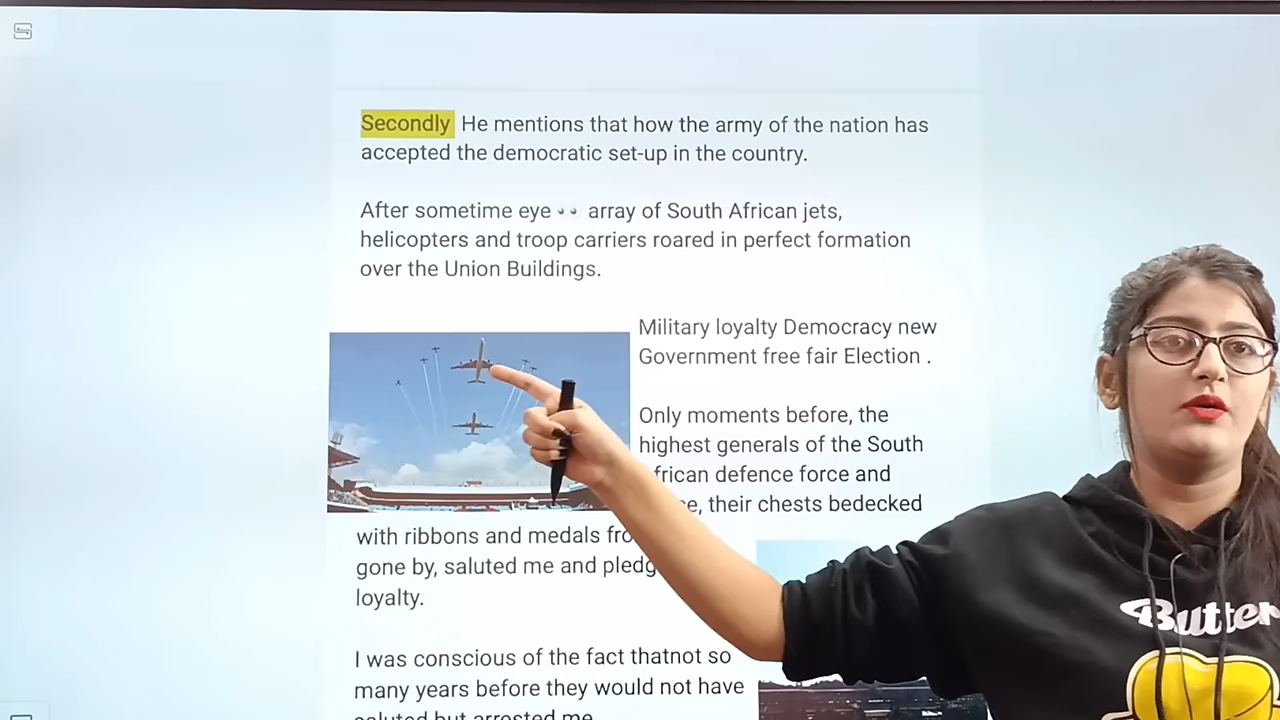 Secondly He mentions that how the army of the nation has
accepted the democratic set-up in the country.
After sometime eye 👀 array of South African jets,
helicopters and troop carriers roared in perfect formation
over the Union Buildings.
Military loyalty Democracy new
Government free fair Election .
Only moments before, the
highest generals of the South
frican defence force and
e, their chests bedecked
with ribbons and medals fro
gone by, saluted me and pledg
loyalty.
I was conscious of the fact thatnot so
many years before they would not have
saluted but arrested me
Butter